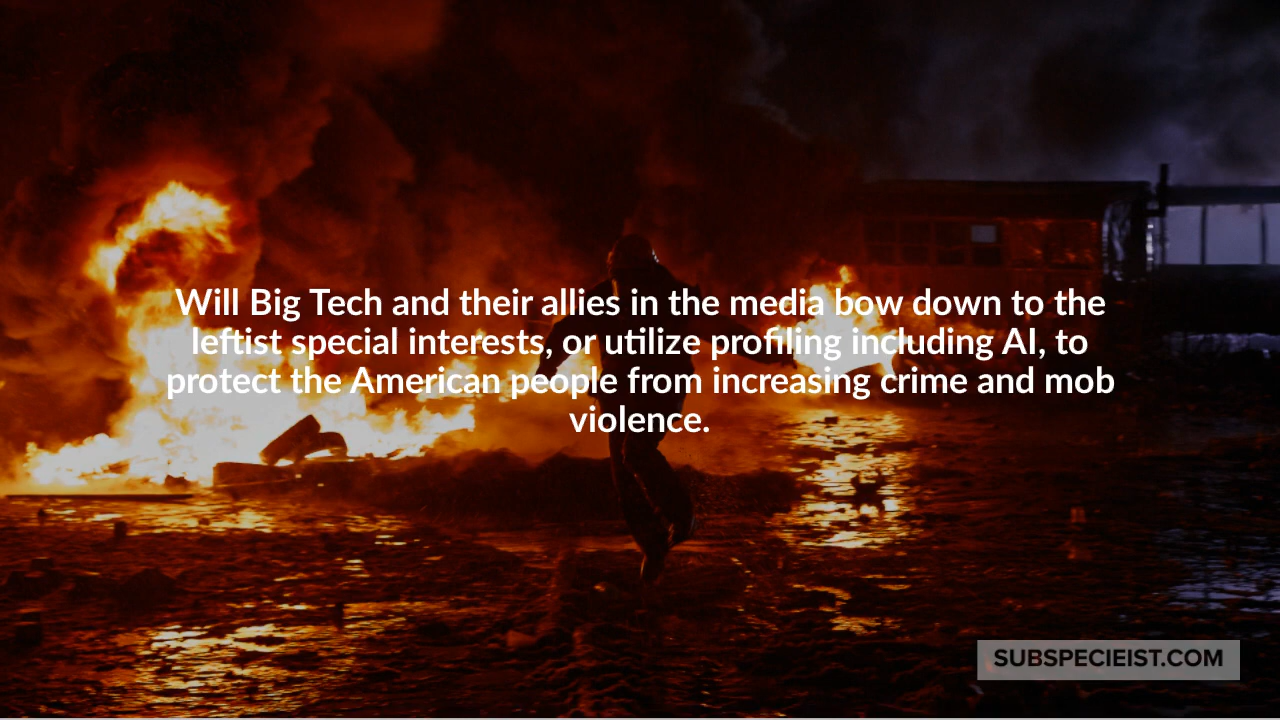 Will Big Tech and their allies in the media bow down to the
leftist special interests, or utilize profiling including AI, to
protect the American people from increasing crime and mob
violence.
SUBSPECIEIST.COM